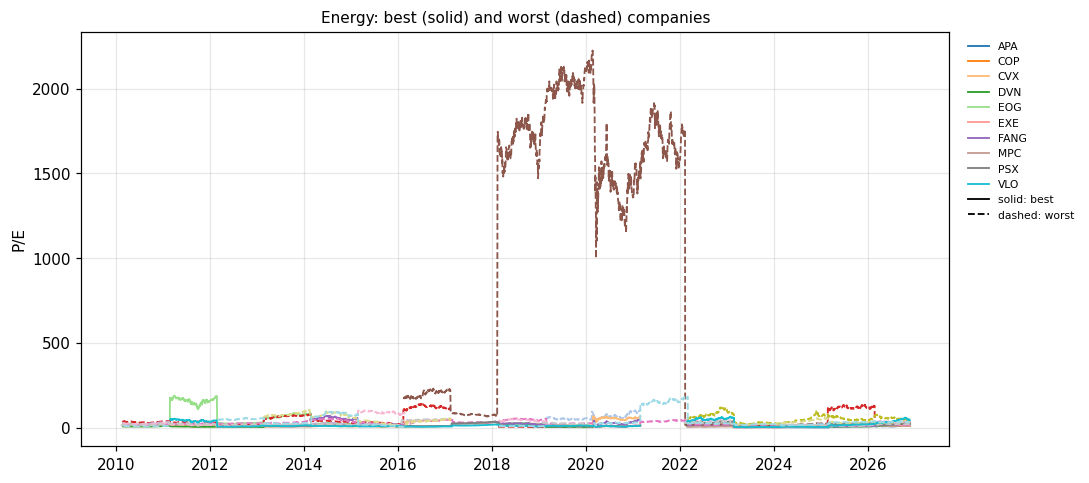 Energy: best (solid) and worst (dashed) companies
P/E
2000
1500
1000
500
0
2010 2012 2014 2016 2018 2020 2022 2024 2026
APA
COP
CVX
DVN
EOG
EXE
FANG
MPC
PSX
VLO
solid: best
dashed: worst